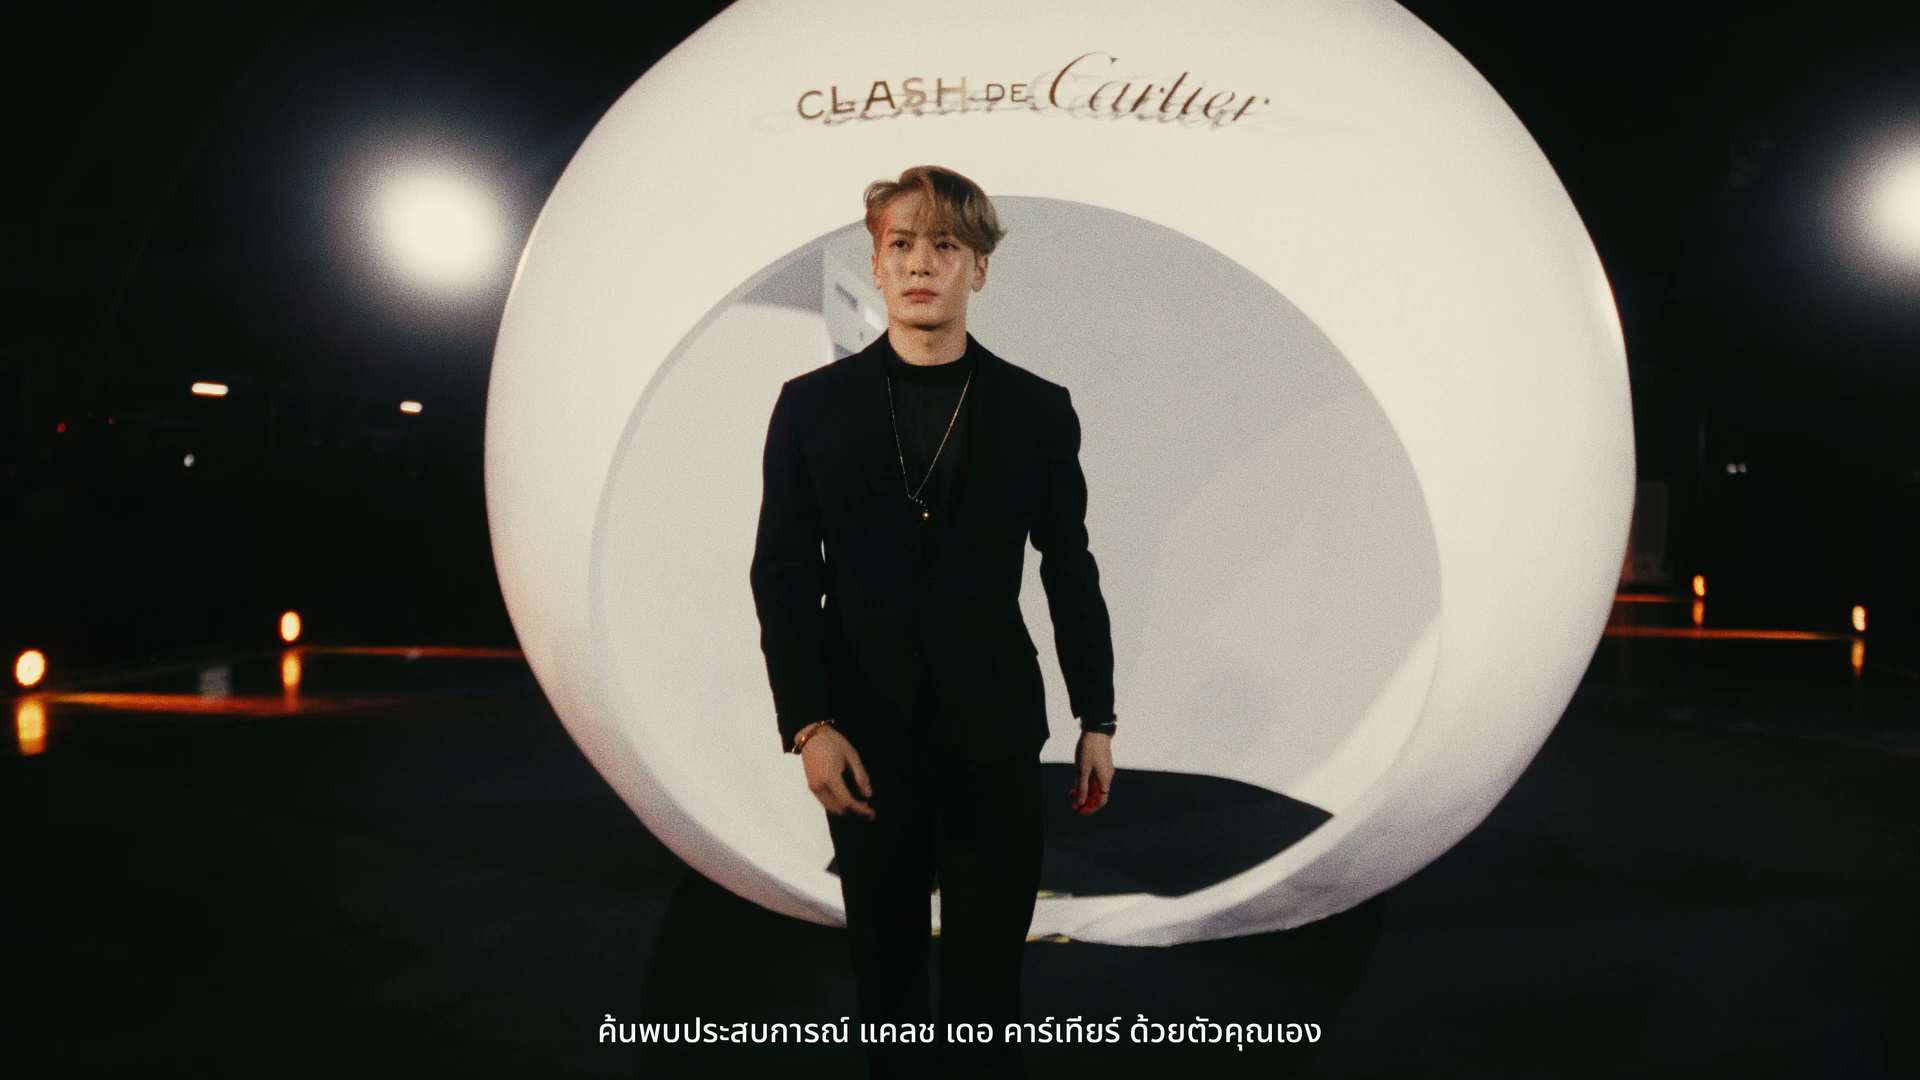 CLASH DE Cartier
ค้นพบประสบการณ์ แคลช เดอ คาร์เทียร์ ด้วยตัวคุณเอง